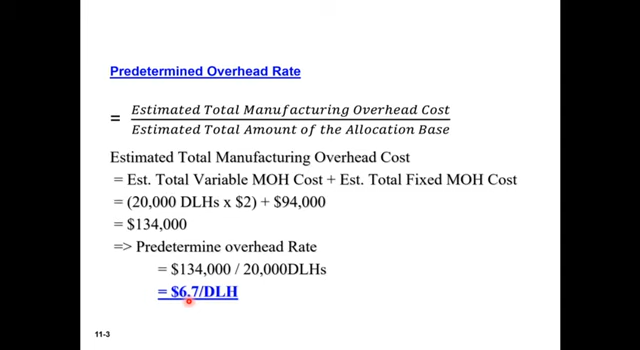 Predetermined Overhead Rate
= Estimated Total Manufacturing Overhead Cost
Estimated Total Amount of the Allocation Base
Estimated Total Manufacturing Overhead Cost
= Est. Total Variable MOH Cost + Est. Total Fixed MOH Cost
= (20,000 DLHs x $2) + $94,000
= $134,000
=> Predetermine overhead Rate
= $134,000 / 20,000DLHs
= $6.7/DLH
11-3